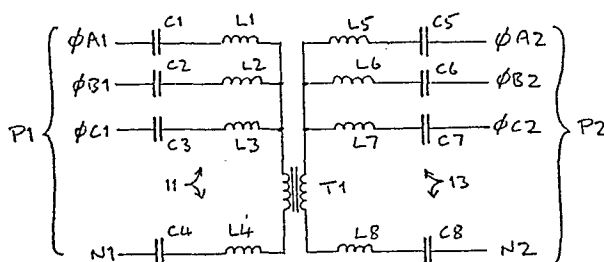 C1 L1 L5 C5
φA1 φA2
C2 L2 L6 C6
φB1 φB2
P1 φC1 φC2 P2
C3 L3 L7 C7
11 T1 13
C4 L4 L8 C8
N1 N2